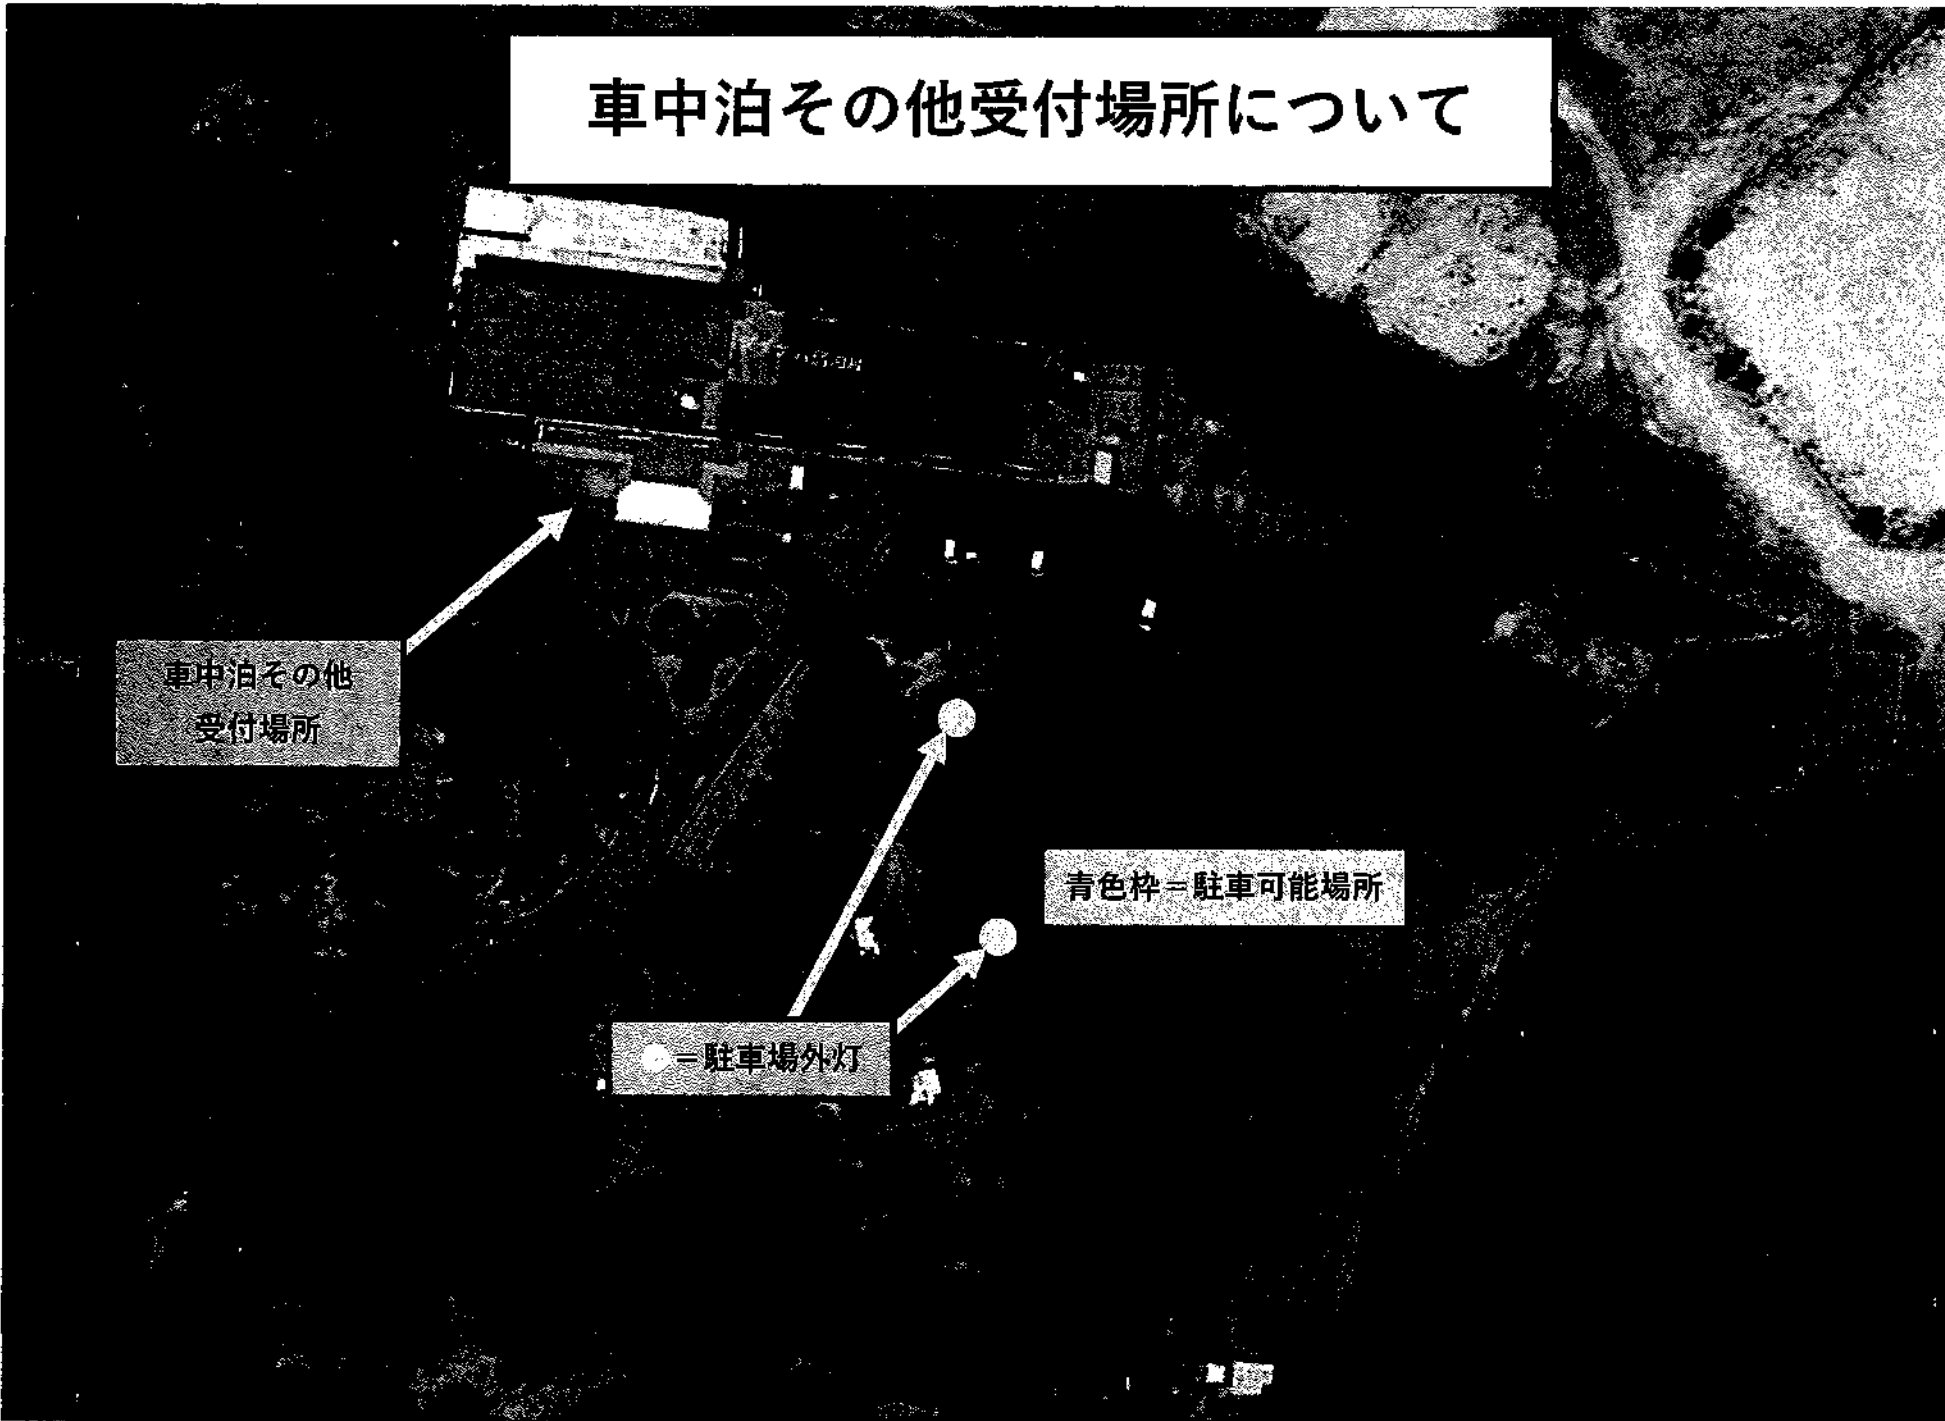 車中泊その他受付場所について
車中泊その他
受付場所
青色枠=駐車可能場所
●=駐車場外灯